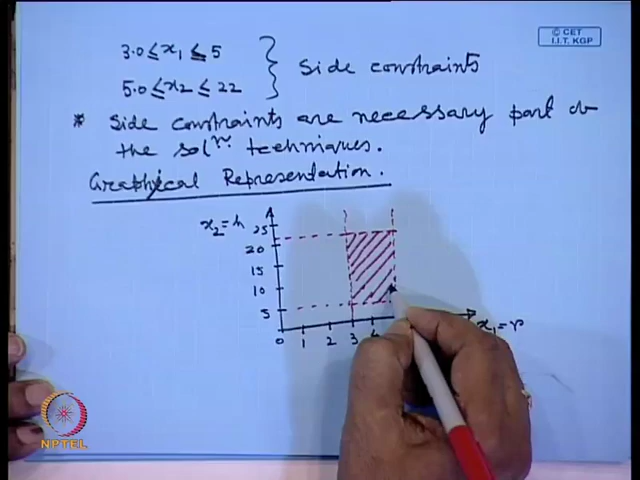 © CET
I.I.T. KGP
3.0 ≤ x₁ ≤ 5
5.0 ≤ x₂ ≤ 22
} Side constraints
* Side constraints are necessary part of
the solⁿ techniques.
Graphical Representation.
x₂ = h
25
20
15
10
5
0 1 2 3 4
x₁ = r
NPTEL